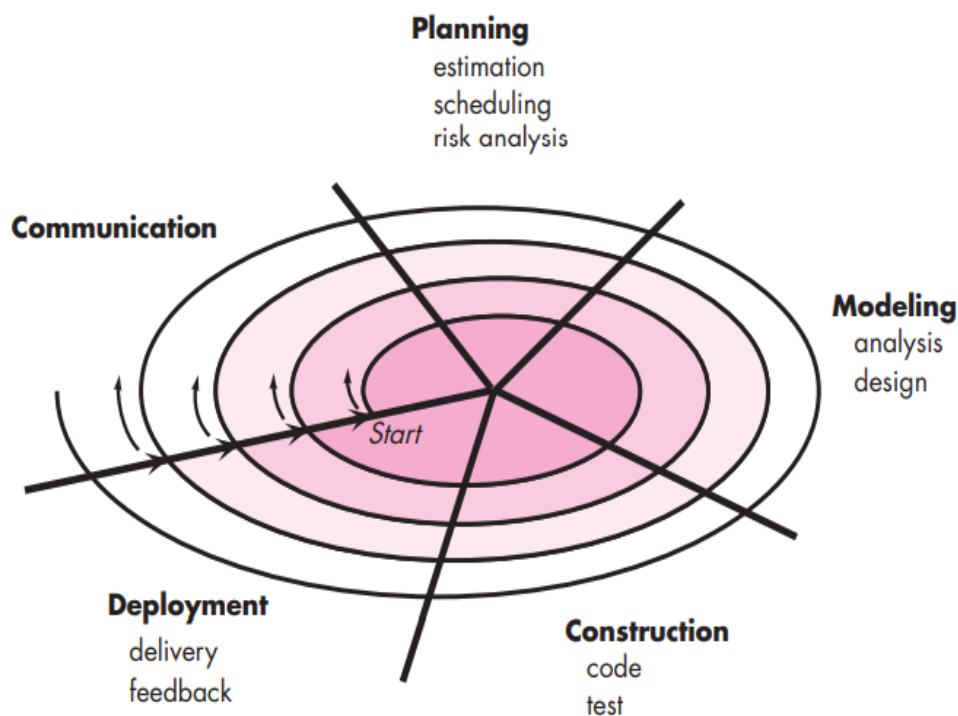 Planning
estimation
scheduling
risk analysis
Communication
Modeling
analysis
design
Start
Deployment
delivery
feedback
Construction
code
test